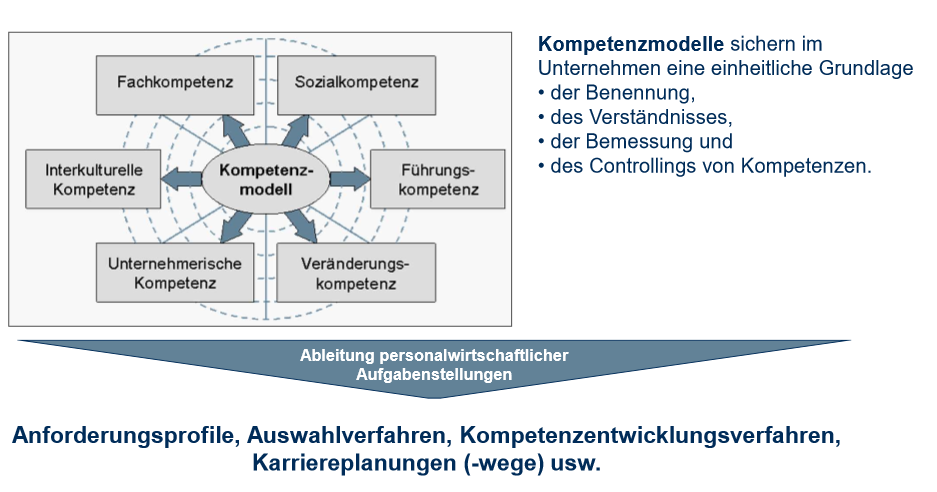 Fachkompetenz
Sozialkompetenz
Interkulturelle
Kompetenz
Kompetenz-
modell
Führungs-
kompetenz
Unternehmerische
Kompetenz
Veränderungs-
kompetenz
Kompetenzmodelle sichern im
Unternehmen eine einheitliche Grundlage
• der Benennung,
• des Verständnisses,
• der Bemessung und
• des Controllings von Kompetenzen.
Ableitung personalwirtschaftlicher
Aufgabenstellungen
Anforderungsprofile, Auswahlverfahren, Kompetenzentwicklungsverfahren,
Karriereplanungen (-wege) usw.